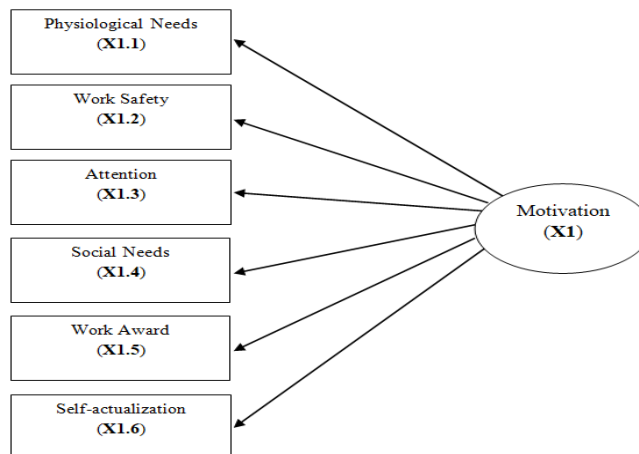 Physiological Needs
(X1.1)
Work Safety
(X1.2)
Attention
(X1.3)
Social Needs
(X1.4)
Work Award
(X1.5)
Self-actualization
(X1.6)
Motivation
(X1)